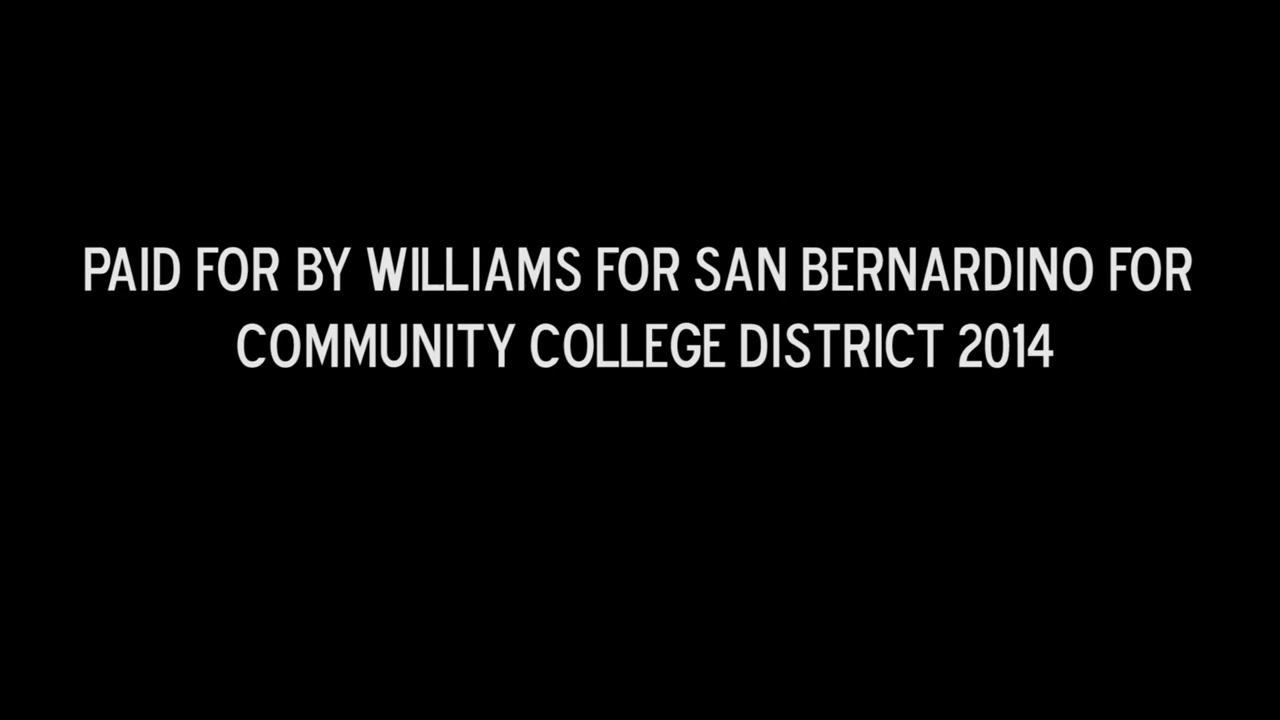 PAID FOR BY WILLIAMS FOR SAN BERNARDINO FOR
COMMUNITY COLLEGE DISTRICT 2014